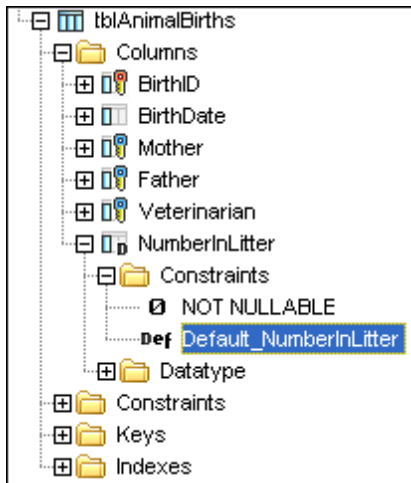 tblAnimalBirths
Columns
BirthID
BirthDate
Mother
Father
Veterinarian
D NumberInLitter
Constraints
Ø NOT NULLABLE
Def Default_NumberInLitter
Datatype
Constraints
Keys
Indexes